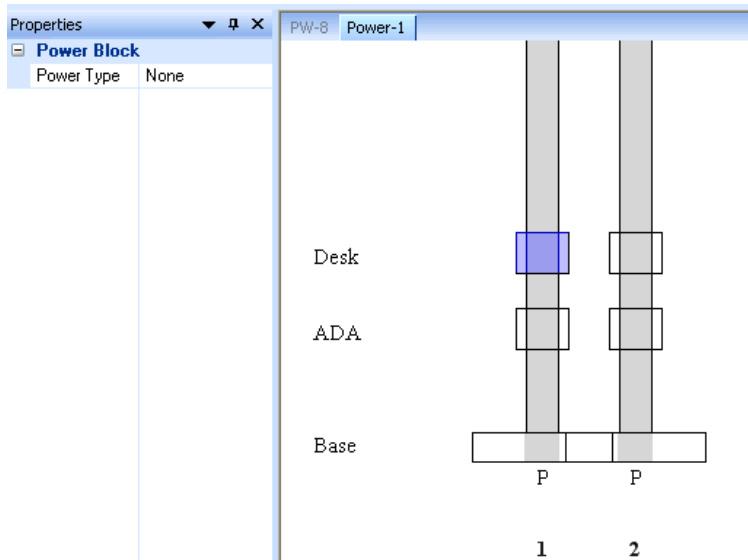 Properties
Power Block
Power Type None
PW-8 Power-1
Desk
ADA
Base
P P
1 2